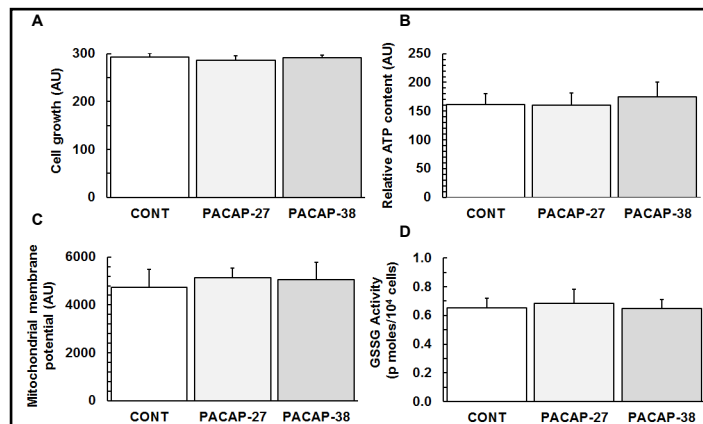 A
Cell growth (AU)
300
200
100
0
CONT PACAP-27 PACAP-38
B
Relative ATP content (AU)
250
200
150
100
50
0
CONT PACAP-27 PACAP-38
C
Mitochondrial membrane
potential (AU)
6000
4000
2000
0
CONT PACAP-27 PACAP-38
D
GSSG Activity
(p moles/10⁴ cells)
1.0
0.8
0.6
0.4
0.2
0.0
CONT PACAP-27 PACAP-38